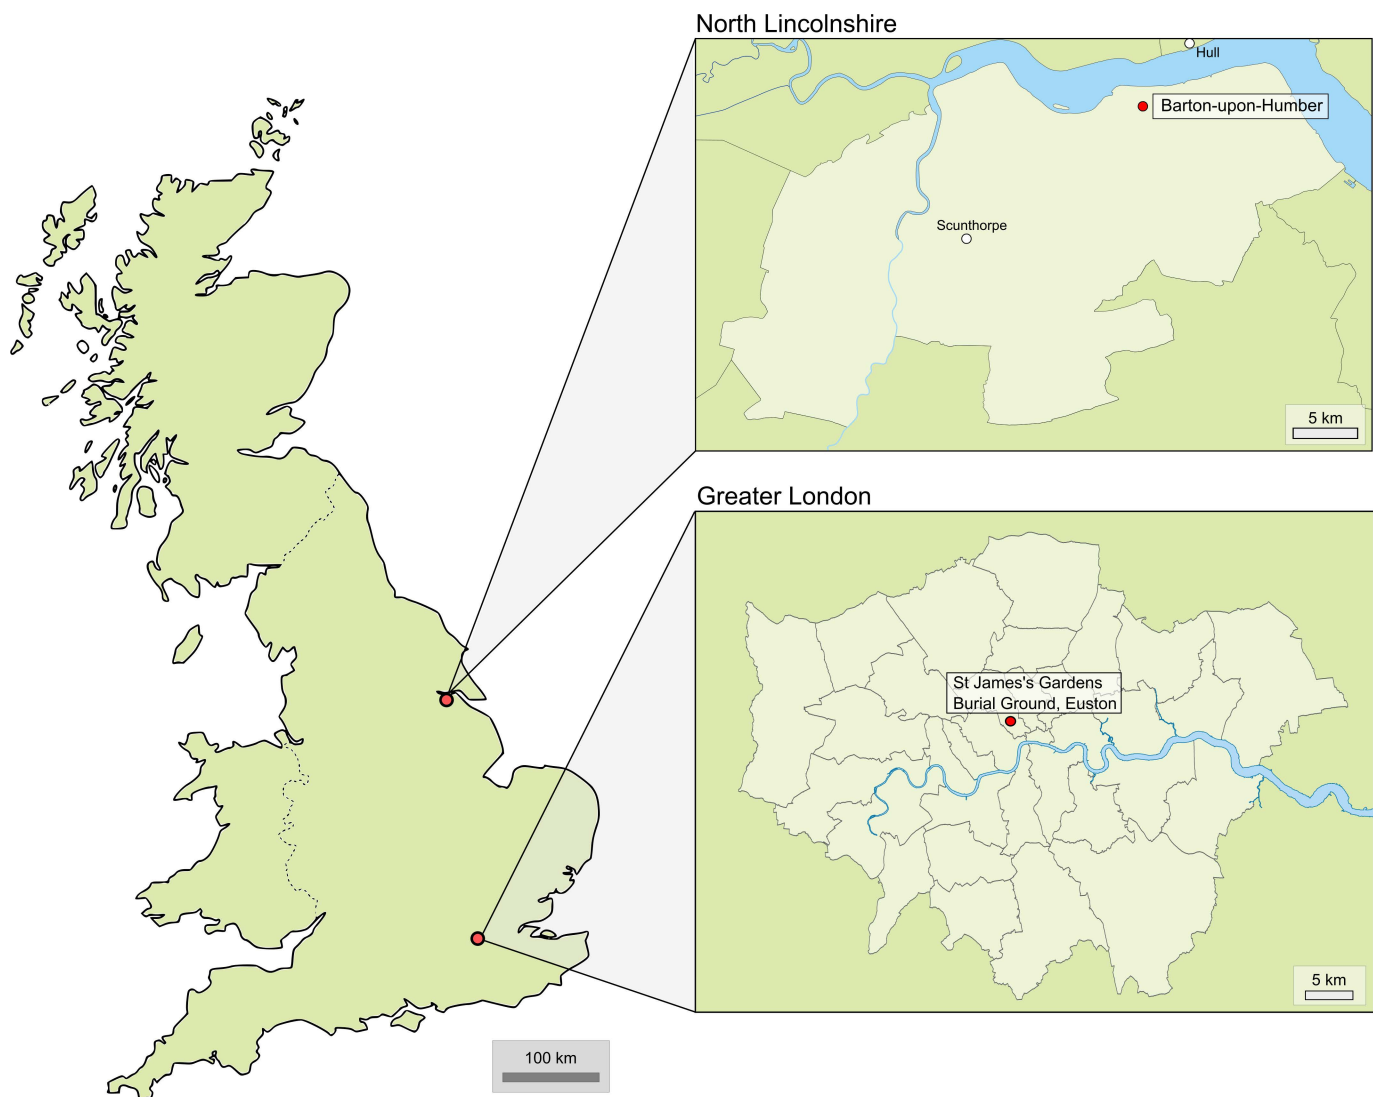 North Lincolnshire
Hull
Barton-upon-Humber
Scunthorpe
5 km
Greater London
St James's Gardens
Burial Ground, Euston
5 km
100 km